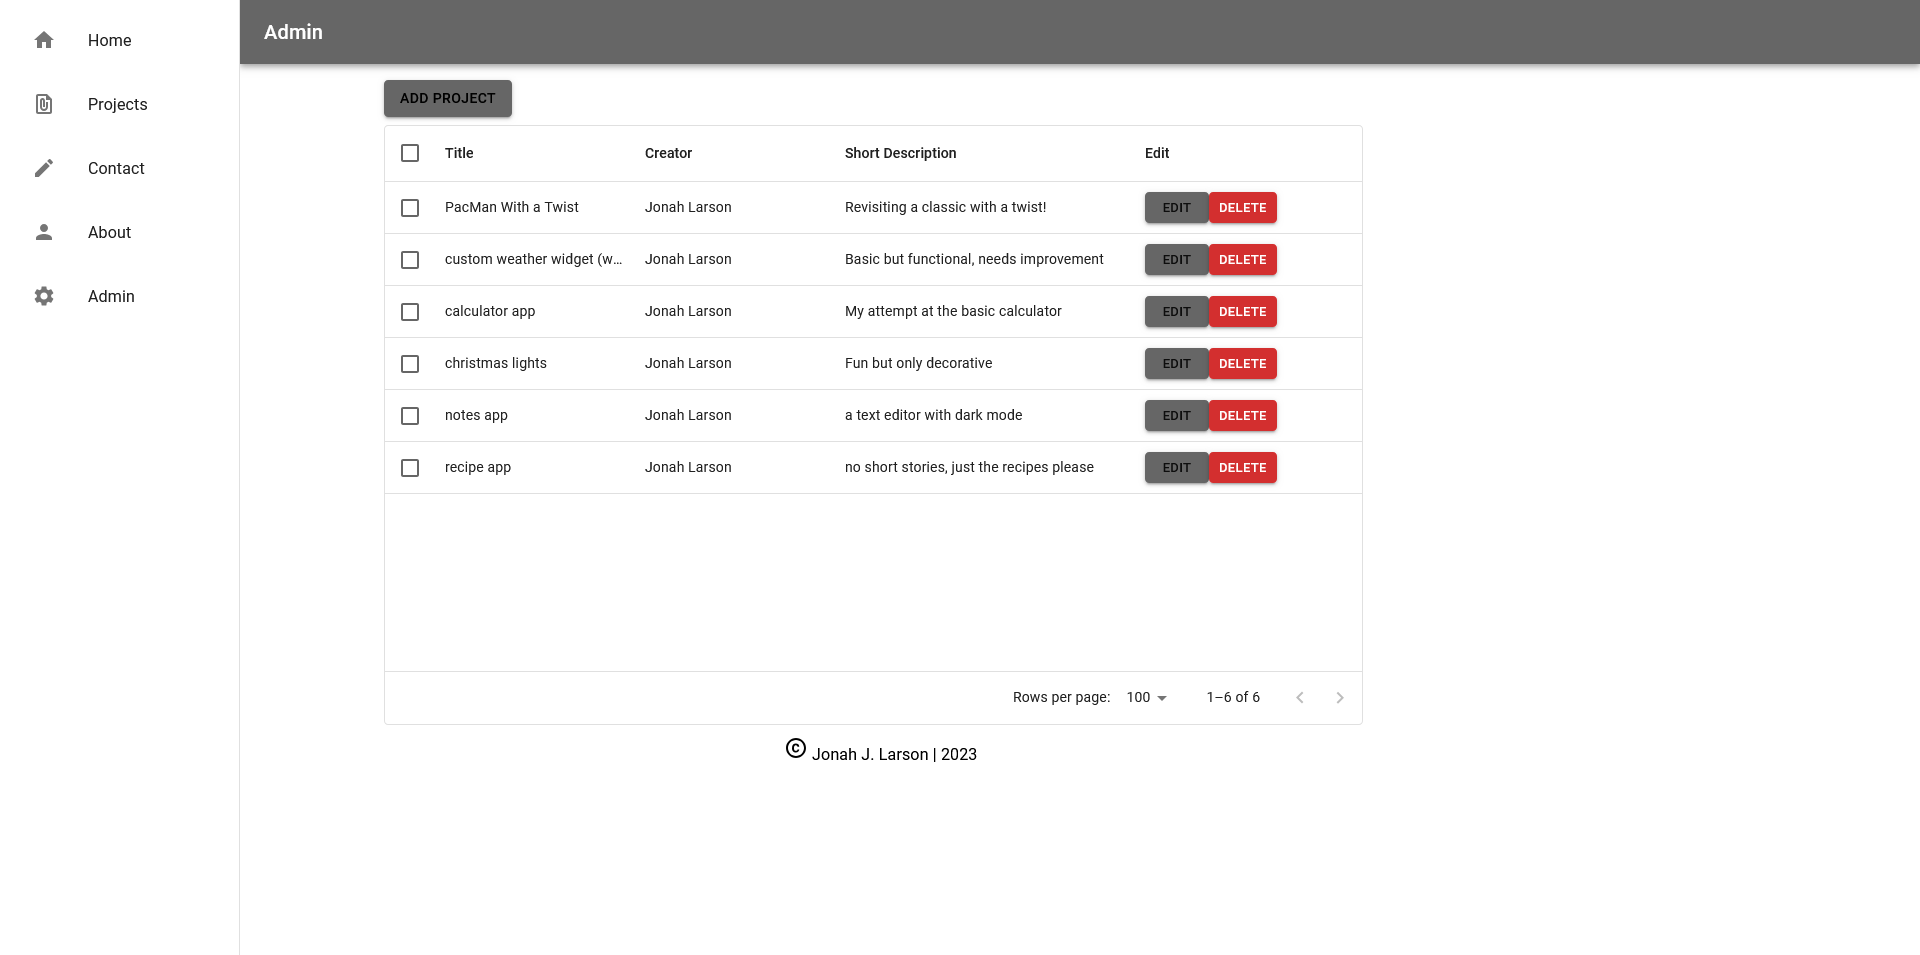 Home
Projects
Contact
About
Admin
Admin
ADD PROJECT
Title Creator Short Description Edit
PacMan With a Twist Jonah Larson Revisiting a classic with a twist! EDIT DELETE
custom weather widget (w... Jonah Larson Basic but functional, needs improvement EDIT DELETE
calculator app Jonah Larson My attempt at the basic calculator EDIT DELETE
christmas lights Jonah Larson Fun but only decorative EDIT DELETE
notes app Jonah Larson a text editor with dark mode EDIT DELETE
recipe app Jonah Larson no short stories, just the recipes please EDIT DELETE
Rows per page: 100 1–6 of 6
© Jonah J. Larson | 2023